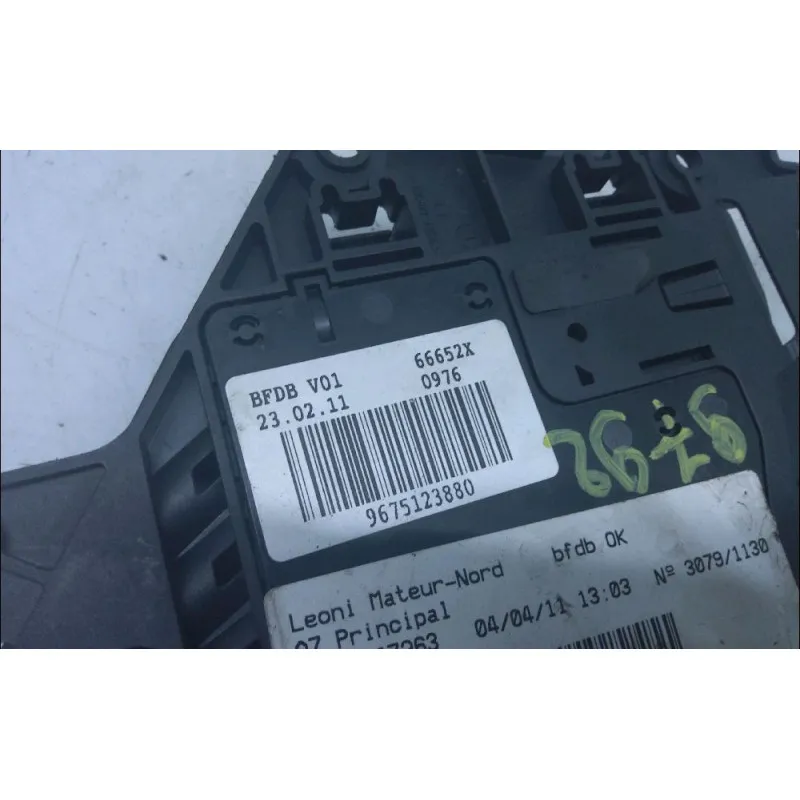 BFDB V01 66652X
23.02.11 0976
9675123880
Leoni Mateur-Nord bfdb OK
07 Principal 04/04/11 13:03 Nº 3079/1130